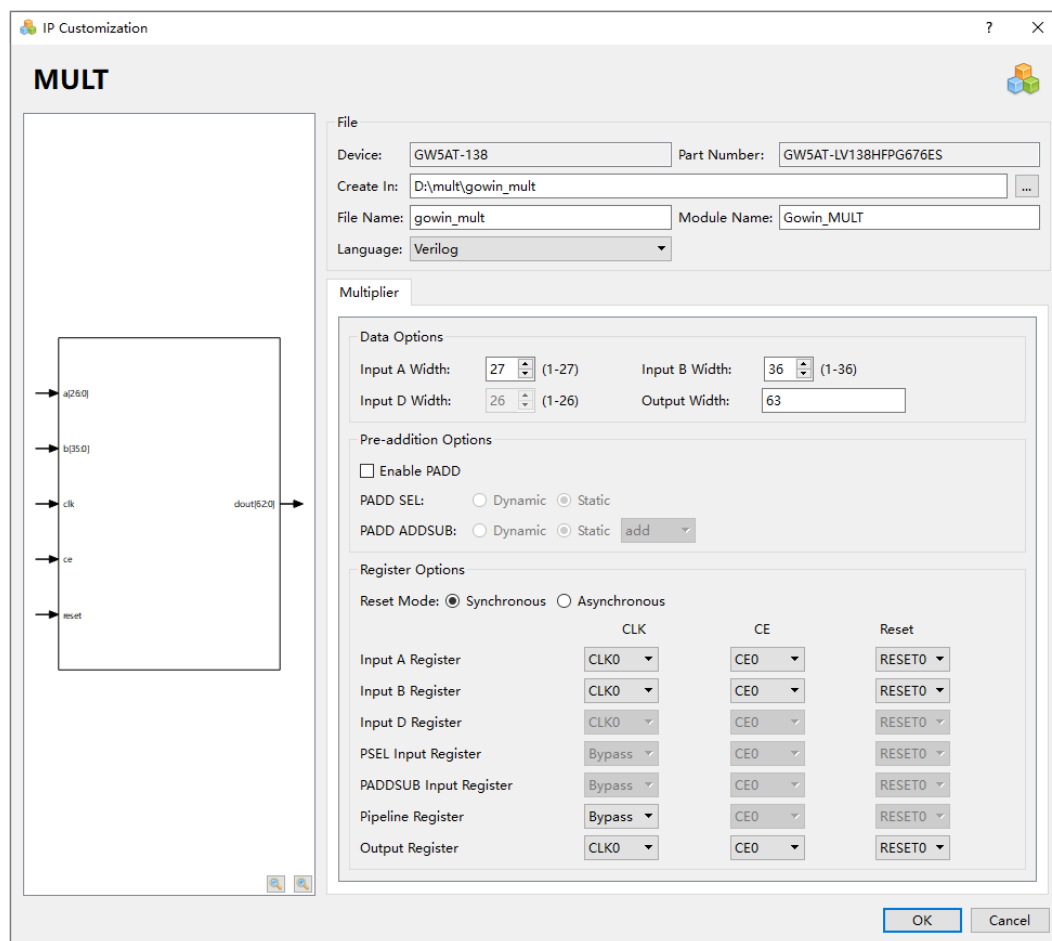 IP Customization
?
MULT
File
Device: GW5AT-138 Part Number: GW5AT-LV138HFPG676ES
Create In: D:\mult\gowin_mult ...
File Name: gowin_mult Module Name: Gowin_MULT
Language: Verilog
Multiplier
a[26:0]
b[35:0]
clk
ce
reset
dout[62:0]
Data Options
Input A Width: 27 (1-27) Input B Width: 36 (1-36)
Input D Width: 26 (1-26) Output Width: 63
Pre-addition Options
Enable PADD
PADD SEL: Dynamic Static
PADD ADDSUB: Dynamic Static add
Register Options
Reset Mode: Synchronous Asynchronous
CLK CE Reset
Input A Register CLK0 CE0 RESET0
Input B Register CLK0 CE0 RESET0
Input D Register CLK0 CE0 RESET0
PSEL Input Register Bypass CE0 RESET0
PADDSUB Input Register Bypass CE0 RESET0
Pipeline Register Bypass CE0 RESET0
Output Register CLK0 CE0 RESET0
OK Cancel